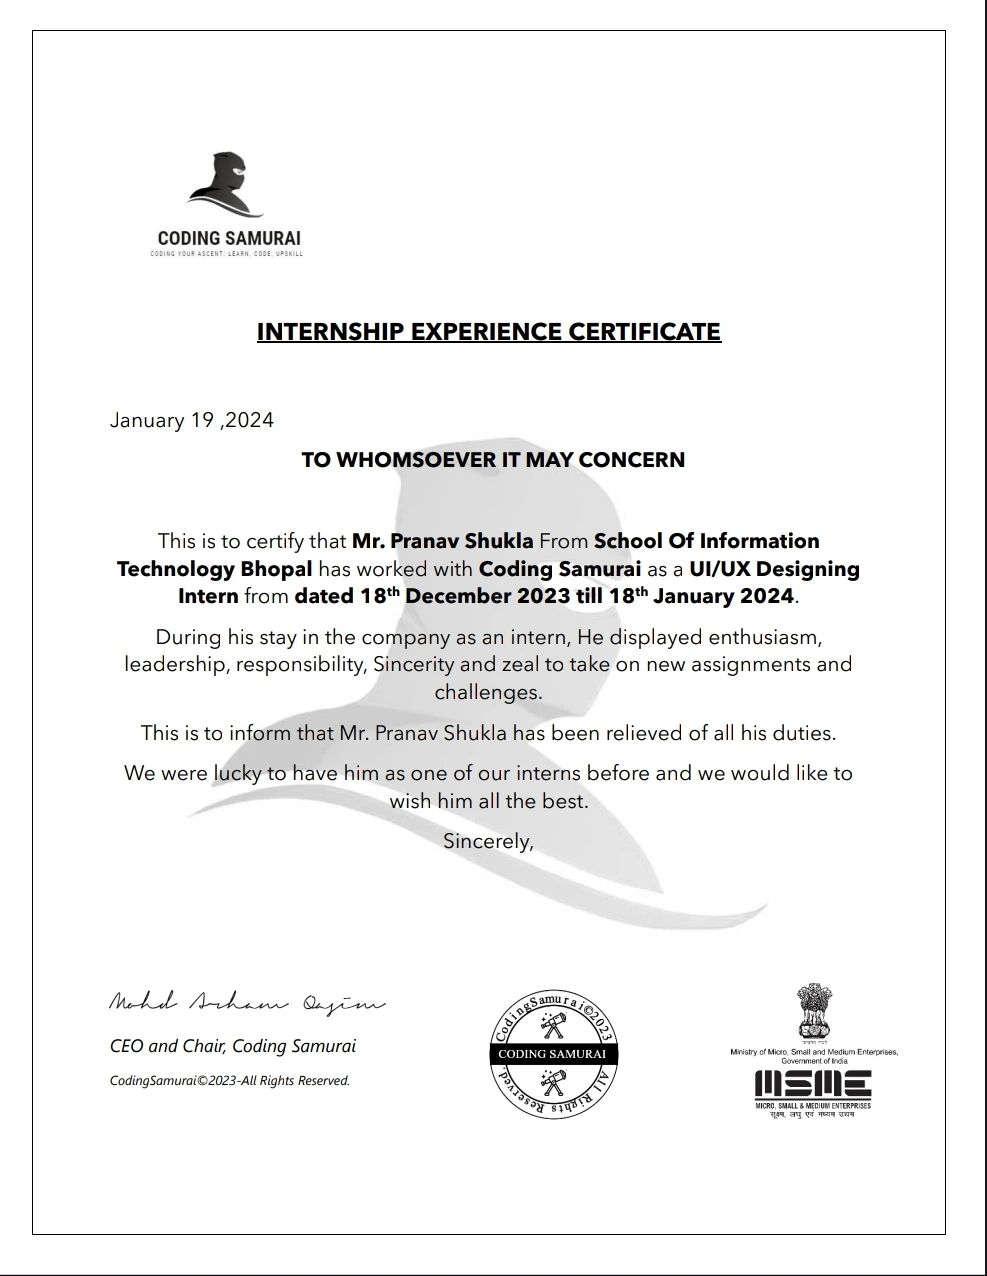 CODING SAMURAI
CODING YOUR ASCENT: LEARN, CODE, UPSKILL
INTERNSHIP EXPERIENCE CERTIFICATE
January 19 ,2024
TO WHOMSOEVER IT MAY CONCERN
This is to certify that Mr. Pranav Shukla From School Of Information
Technology Bhopal has worked with Coding Samurai as a UI/UX Designing
Intern from dated 18th December 2023 till 18th January 2024.
During his stay in the company as an intern, He displayed enthusiasm,
leadership, responsibility, Sincerity and zeal to take on new assignments and
challenges.
This is to inform that Mr. Pranav Shukla has been relieved of all his duties.
We were lucky to have him as one of our interns before and we would like to
wish him all the best.
Sincerely,
Mohd Arham Qazim
CEO and Chair, Coding Samurai
CodingSamurai©2023-All Rights Reserved.
CodingSamurai©2023
CODING SAMURAI
All Rights Reserved.
Ministry of Micro, Small and Medium Enterprises,
Government of India
MSME
MICRO, SMALL & MEDIUM ENTERPRISES
सूक्ष्म, लघु एवं मध्यम उद्यम